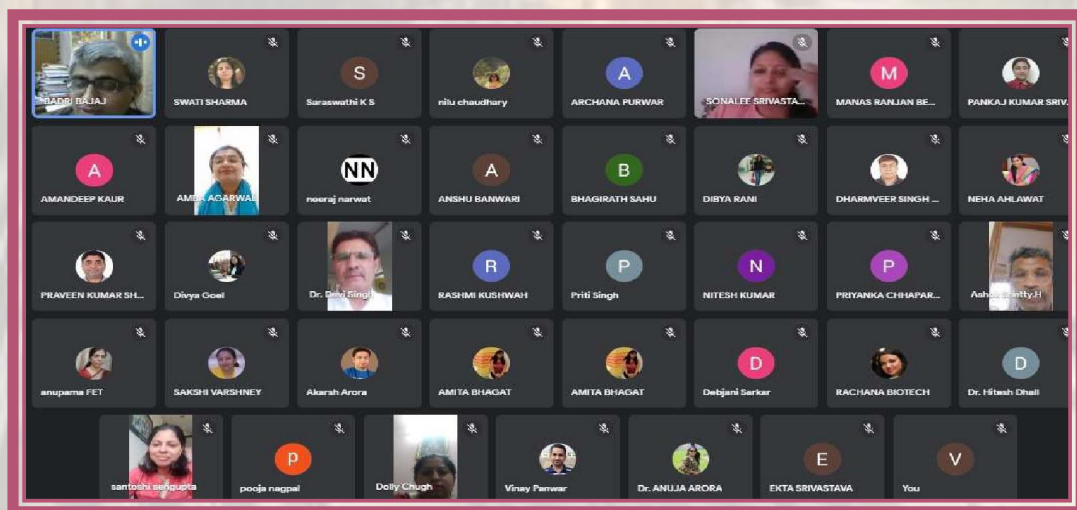 BADRI BAJAJ
SWATI SHARMA
S
Saraswathi K S
nilu chaudhary
A
ARCHANA PURWAR
SONALEE SRIVASTA...
M
MANAS RANJAN BE...
PANKAJ KUMAR SRIV
A
AMANDEEP KAUR
AMBA AGARWAL
NN
neeraj narwat
A
ANSHU BANWARI
B
BHAGIRATH SAHU
DIBYA RANI
DHARMVEER SINGH ...
NEHA AHLAWAT
PRAVEEN KUMAR SH...
Divya Goel
Dr. Devi Singh
R
RASHMI KUSHWAH
P
Priti Singh
N
NITESH KUMAR
P
PRIYANKA CHHAPAR...
Ashok Shetty.H
anupama FET
SAKSHI VARSHNEY
Akarsh Arora
AMITA BHAGAT
AMITA BHAGAT
D
Debjani Sarkar
RACHANA BIOTECH
D
Dr. Hitesh Dhall
santoshi sengupta
p
pooja nagpal
Dolly Chugh
Vinay Panwar
Dr. ANUJA ARORA
E
EKTA SRIVASTAVA
V
You